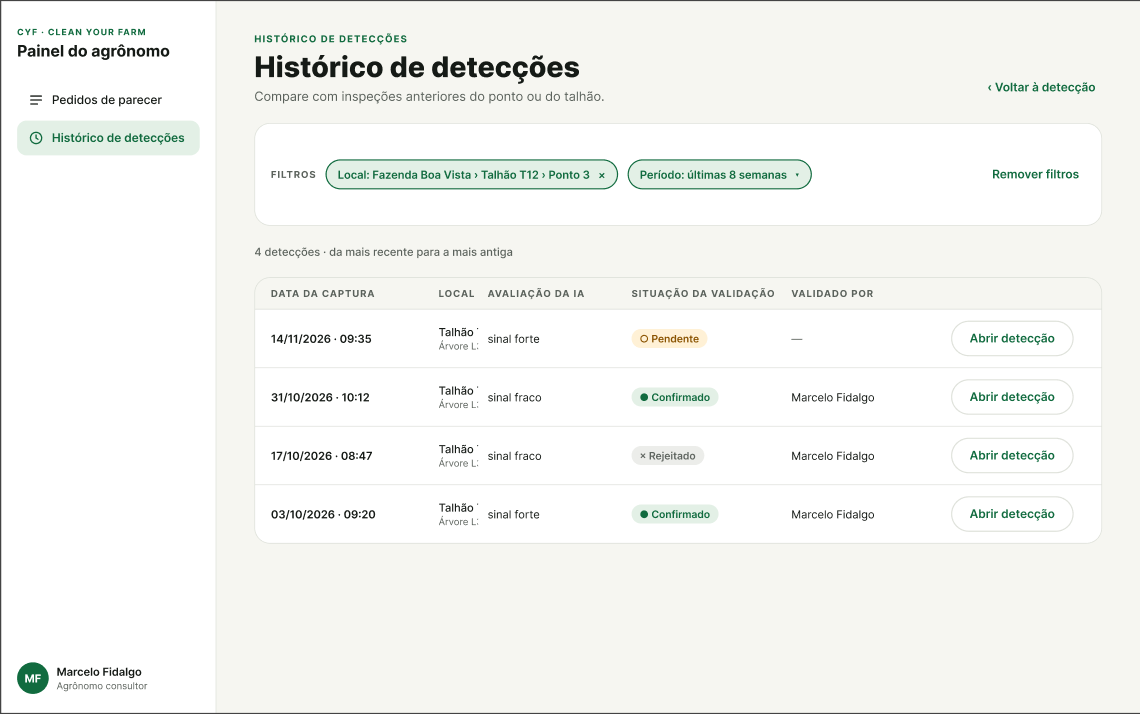 CYF · CLEAN YOUR FARM
Painel do agrônomo
Pedidos de parecer
Histórico de detecções
HISTÓRICO DE DETECÇÕES
Histórico de detecções
Compare com inspeções anteriores do ponto ou do talhão.
‹ Voltar à detecção
FILTROS
Local: Fazenda Boa Vista › Talhão T12 › Ponto 3 ×
Período: últimas 8 semanas
Remover filtros
4 detecções · da mais recente para a mais antiga
DATA DA CAPTURA LOCAL AVALIAÇÃO DA IA SITUAÇÃO DA VALIDAÇÃO VALIDADO POR
14/11/2026 · 09:35 Talhão sinal forte Pendente — Abrir detecção
Árvore
31/10/2026 · 10:12 Talhão sinal fraco Confirmado Marcelo Fidalgo Abrir detecção
Árvore
17/10/2026 · 08:47 Talhão sinal fraco × Rejeitado Marcelo Fidalgo Abrir detecção
Árvore
03/10/2026 · 09:20 Talhão sinal forte Confirmado Marcelo Fidalgo Abrir detecção
Árvore
MF
Marcelo Fidalgo
Agrônomo consultor